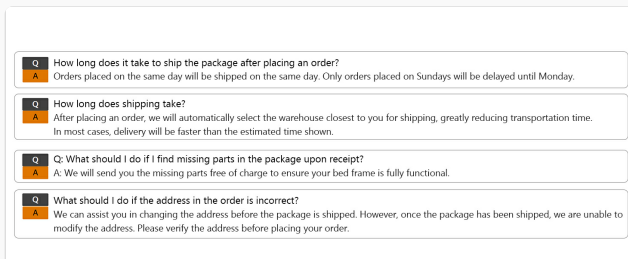 Q How long does it take to ship the package after placing an order?
A Orders placed on the same day will be shipped on the same day. Only orders placed on Sundays will be delayed until Monday.
Q How long does shipping take?
A After placing an order, we will automatically select the warehouse closest to you for shipping, greatly reducing transportation time.
In most cases, delivery will be faster than the estimated time shown.
Q Q: What should I do if I find missing parts in the package upon receipt?
A A: We will send you the missing parts free of charge to ensure your bed frame is fully functional.
Q What should I do if the address in the order is incorrect?
A We can assist you in changing the address before the package is shipped. However, once the package has been shipped, we are unable to
modify the address. Please verify the address before placing your order.